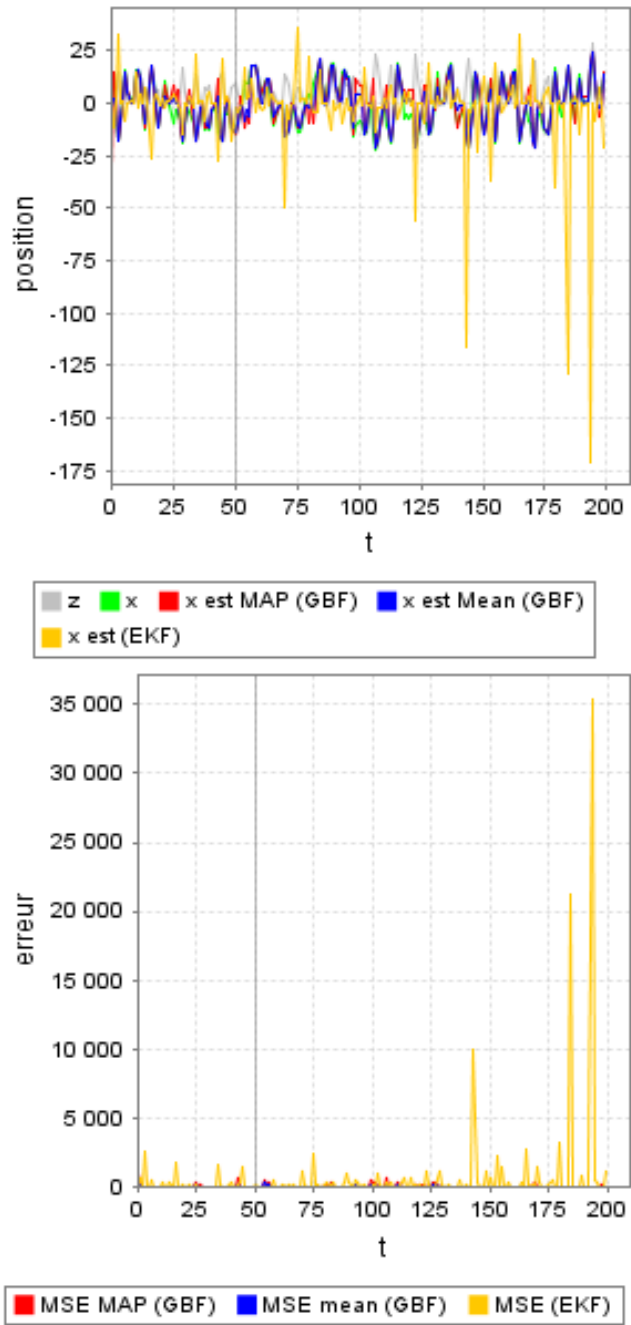 25
0
-25
-50
-75
-100
-125
-150
-175
position
0 25 50 75 100 125 150 175 200
t
z x x est MAP (GBF) x est Mean (GBF)
x est (EKF)
35 000
30 000
25 000
20 000
15 000
10 000
5 000
0
erreur
0 25 50 75 100 125 150 175 200
t
MSE MAP (GBF) MSE mean (GBF) MSE (EKF)